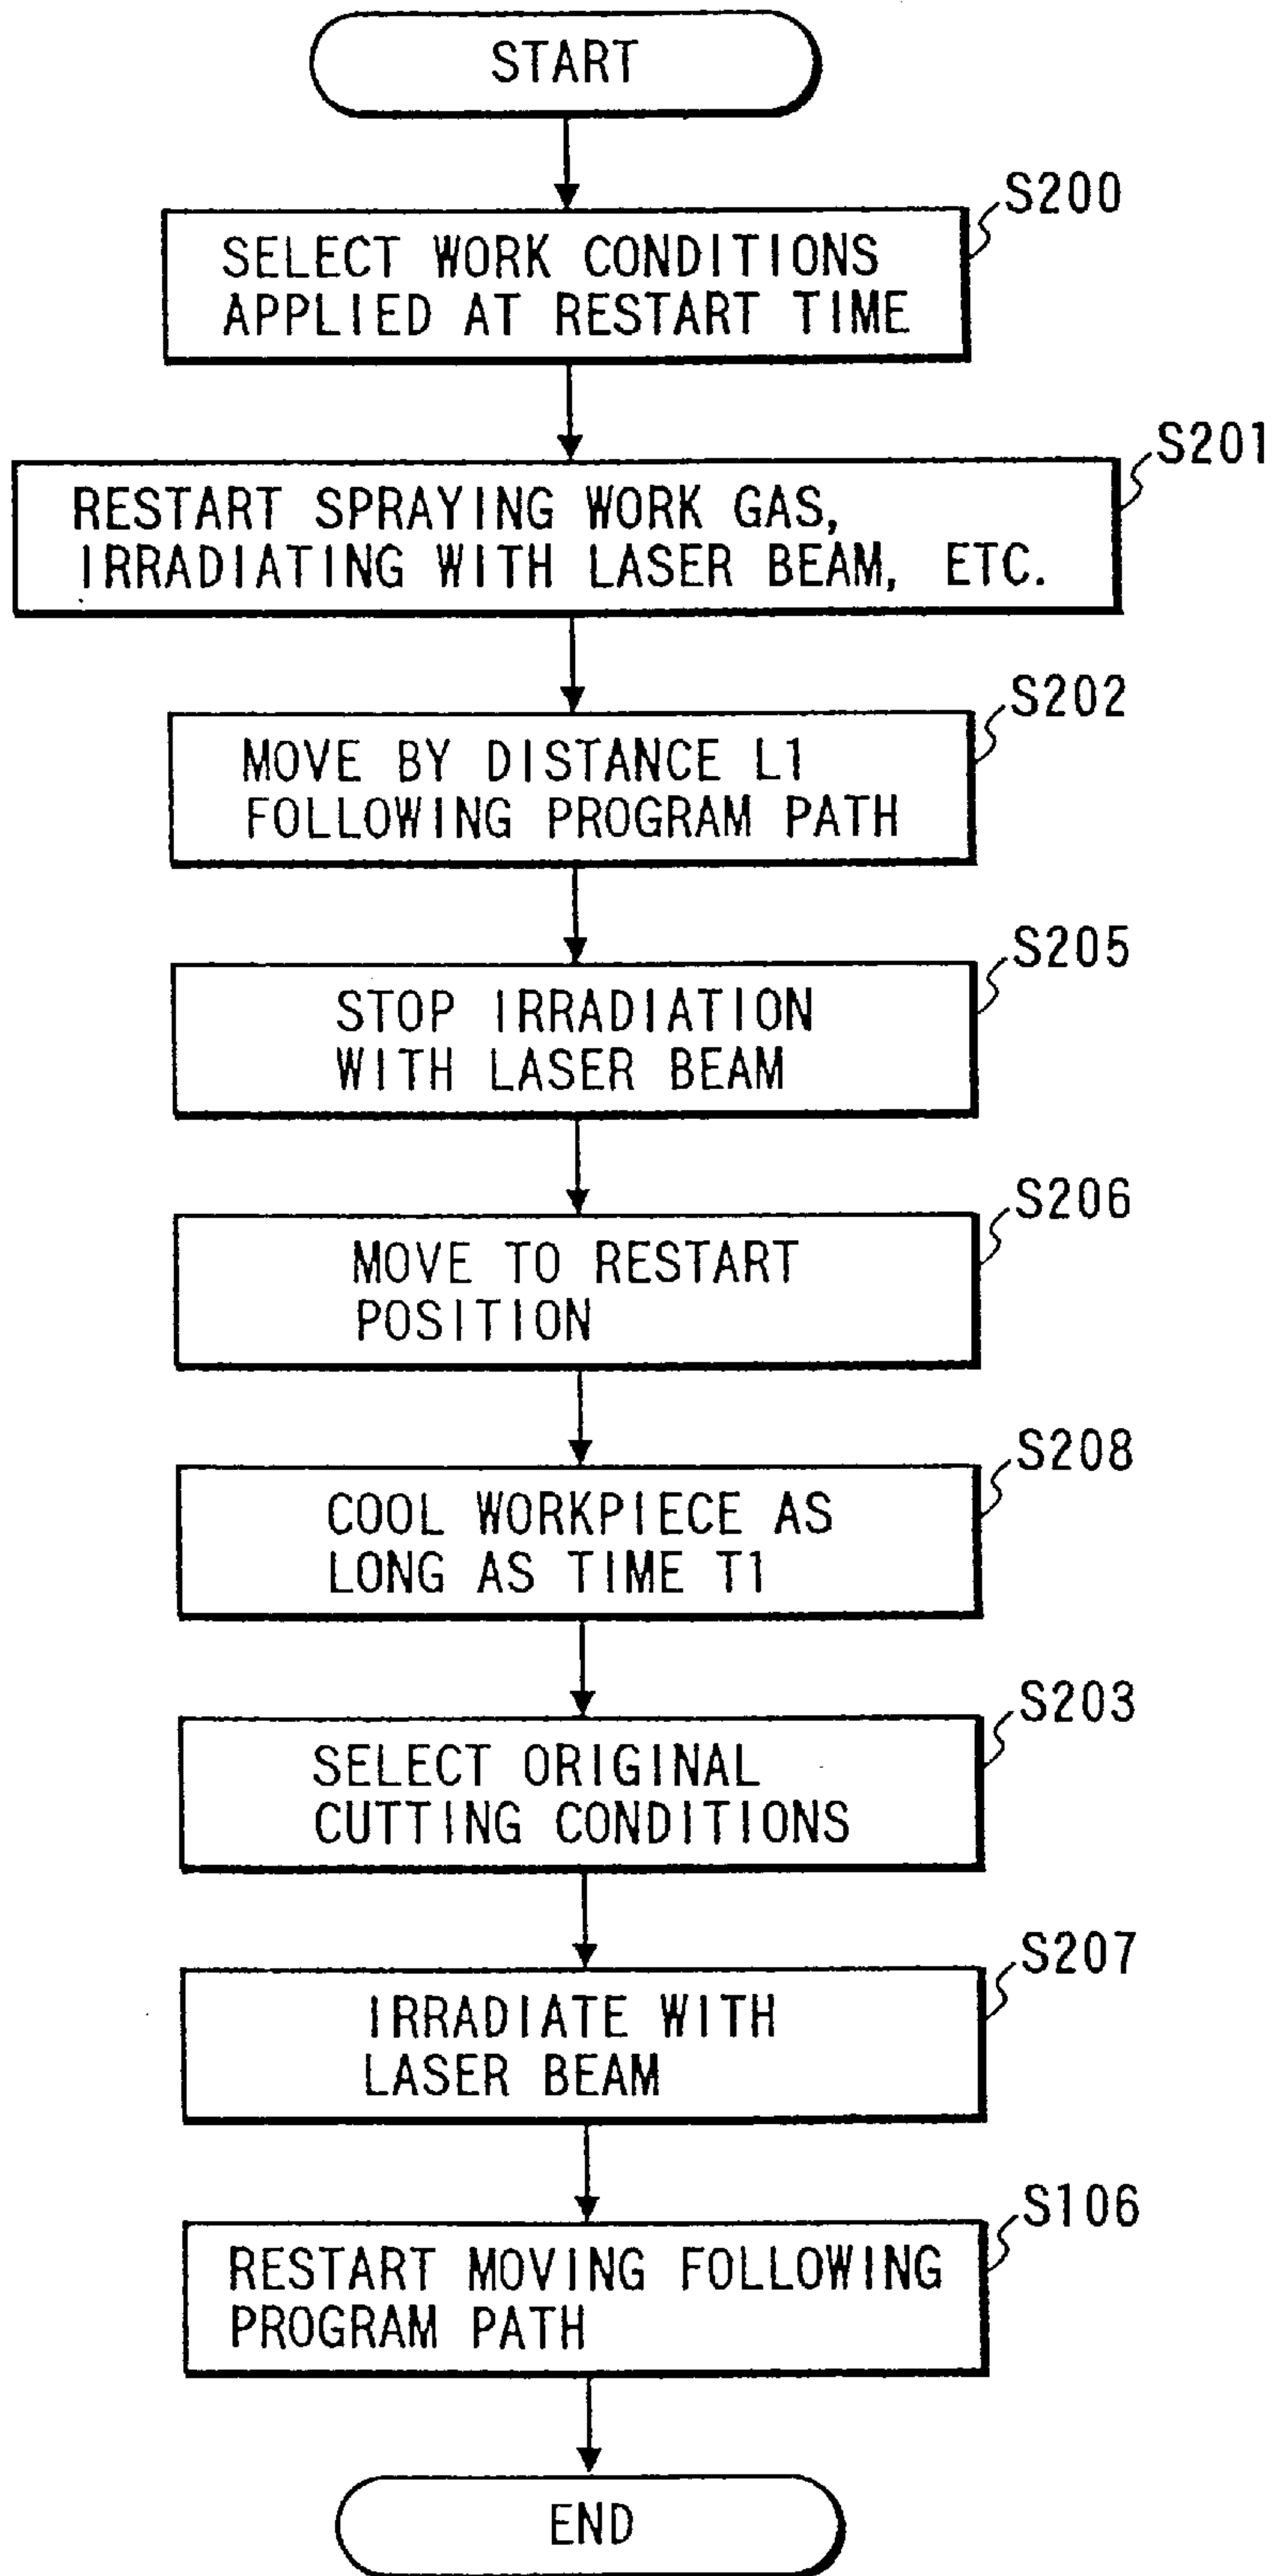 START
S200
SELECT WORK CONDITIONS
APPLIED AT RESTART TIME
S201
RESTART SPRAYING WORK GAS,
IRRADIATING WITH LASER BEAM, ETC.
S202
MOVE BY DISTANCE L1
FOLLOWING PROGRAM PATH
S205
STOP IRRADIATION
WITH LASER BEAM
S206
MOVE TO RESTART
POSITION
S208
COOL WORKPIECE AS
LONG AS TIME T1
S203
SELECT ORIGINAL
CUTTING CONDITIONS
S207
IRRADIATE WITH
LASER BEAM
S106
RESTART MOVING FOLLOWING
PROGRAM PATH
END